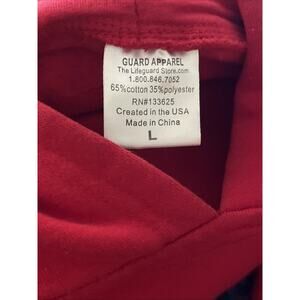 GUARD APPAREL
The Lifeguard Store.com
1.800.846.7052
65%cotton 35%polyester
RN#133625
Created in the USA
Made in China
L